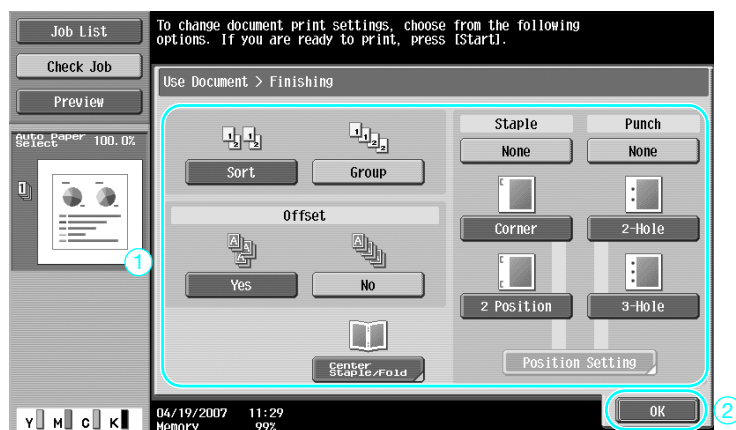 Job List
To change document print settings, choose from the following
options. If you are ready to print, press [Start].
Check Job
Preview
Use Document > Finishing
Auto Paper
Select
100.0%
Sort
Group
Offset
Yes
No
Center
Staple/Fold
Staple
Punch
None
None
Corner
2-Hole
2 Position
3-Hole
Position Setting
1
Y M C K
04/19/2007 11:29
Memory 99%
OK
2